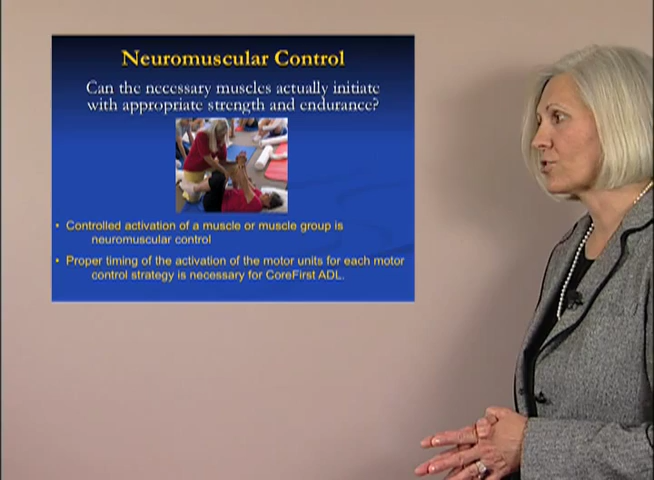 Neuromuscular Control
Can the necessary muscles actually initiate
with appropriate strength and endurance?
• Controlled activation of a muscle or muscle group is
neuromuscular control
• Proper timing of the activation of the motor units for each motor
control strategy is necessary for CoreFirst ADL.